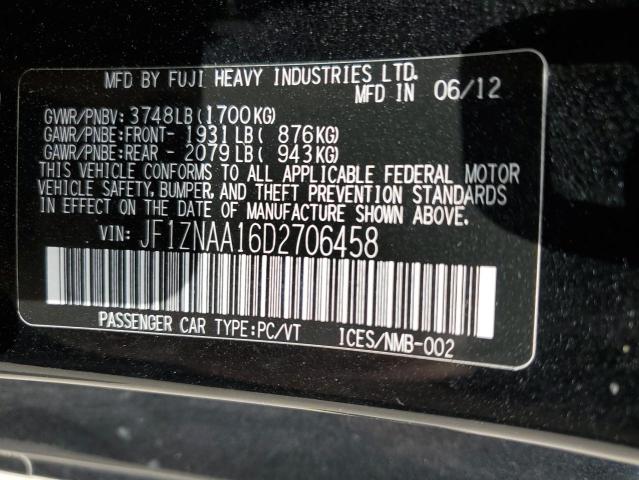 MFD BY FUJI HEAVY INDUSTRIES LTD.
MFD IN 06/12
GVWR/PNBV: 3748LB(1700KG)
GAWR/PNBE:FRONT- 1931LB( 876KG)
GAWR/PNBE:REAR - 2079LB( 943KG)
THIS VEHICLE CONFORMS TO ALL APPLICABLE FEDERAL MOTOR
VEHICLE SAFETY, BUMPER, AND THEFT PREVENTION STANDARDS
IN EFFECT ON THE DATE OF MANUFACTURE SHOWN ABOVE.
VIN: JF1ZNAA16D2706458
PASSENGER CAR TYPE:PC/VT ICES/NMB-002